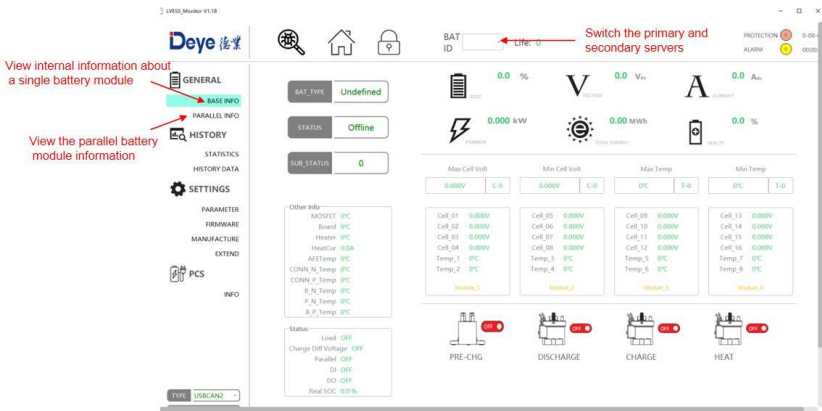 LVESS_Monitor V1.18
Deye 德業
BAT
ID
Life: 0
Switch the primary and
secondary servers
PROTECTION 0
ALARM 0
View internal information about
a single battery module
View the parallel battery
module information
GENERAL
BASE INFO
PARALLEL INFO
HISTORY
STATISTICS
HISTORY DATA
SETTINGS
PARAMETER
FIRMWARE
MANUFACTURE
EXTEND
PCS
INFO
TYPE USBCAN2
BAT_TYPE Undefined
STATUS Offline
SUB_STATUS 0
0.0 %
SOC
V 0.0 Vdc
VOLTAGE
A 0.0 Adc
CURRENT
0.000 kW
POWER
0.00 MWh
TOTAL ENERGY
0.0 %
HEALTH
Max Cell Volt
0.000V C-0
Min Cell Volt
0.000V C-0
Max Temp
0℃ T-0
Min Temp
0℃ T-0
Other Info
MOSFET 0℃
Board 0℃
Heater 0℃
HeatCur 0.0A
AFETemp 0℃
CONN_N_Temp 0℃
CONN_P_Temp 0℃
B_N_Temp 0℃
P_N_Temp 0℃
B_P_Temp 0℃
Cell_01 0.000V
Cell_02 0.000V
Cell_03 0.000V
Cell_04 0.000V
Temp_1 0℃
Temp_2 0℃
Module_1
Cell_05 0.000V
Cell_06 0.000V
Cell_07 0.000V
Cell_08 0.000V
Temp_3 0℃
Temp_4 0℃
Module_2
Cell_09 0.000V
Cell_10 0.000V
Cell_11 0.000V
Cell_12 0.000V
Temp_5 0℃
Temp_6 0℃
Module_3
Cell_13 0.000V
Cell_14 0.000V
Cell_15 0.000V
Cell_16 0.000V
Temp_7 0℃
Temp_8 0℃
Module_4
Status
Load OFF
Charge Diff Voltage OFF
Parallel OFF
DI OFF
DO OFF
Real SOC 0.0 %
OFF
PRE-CHG
OFF
DISCHARGE
OFF
CHARGE
OFF
HEAT